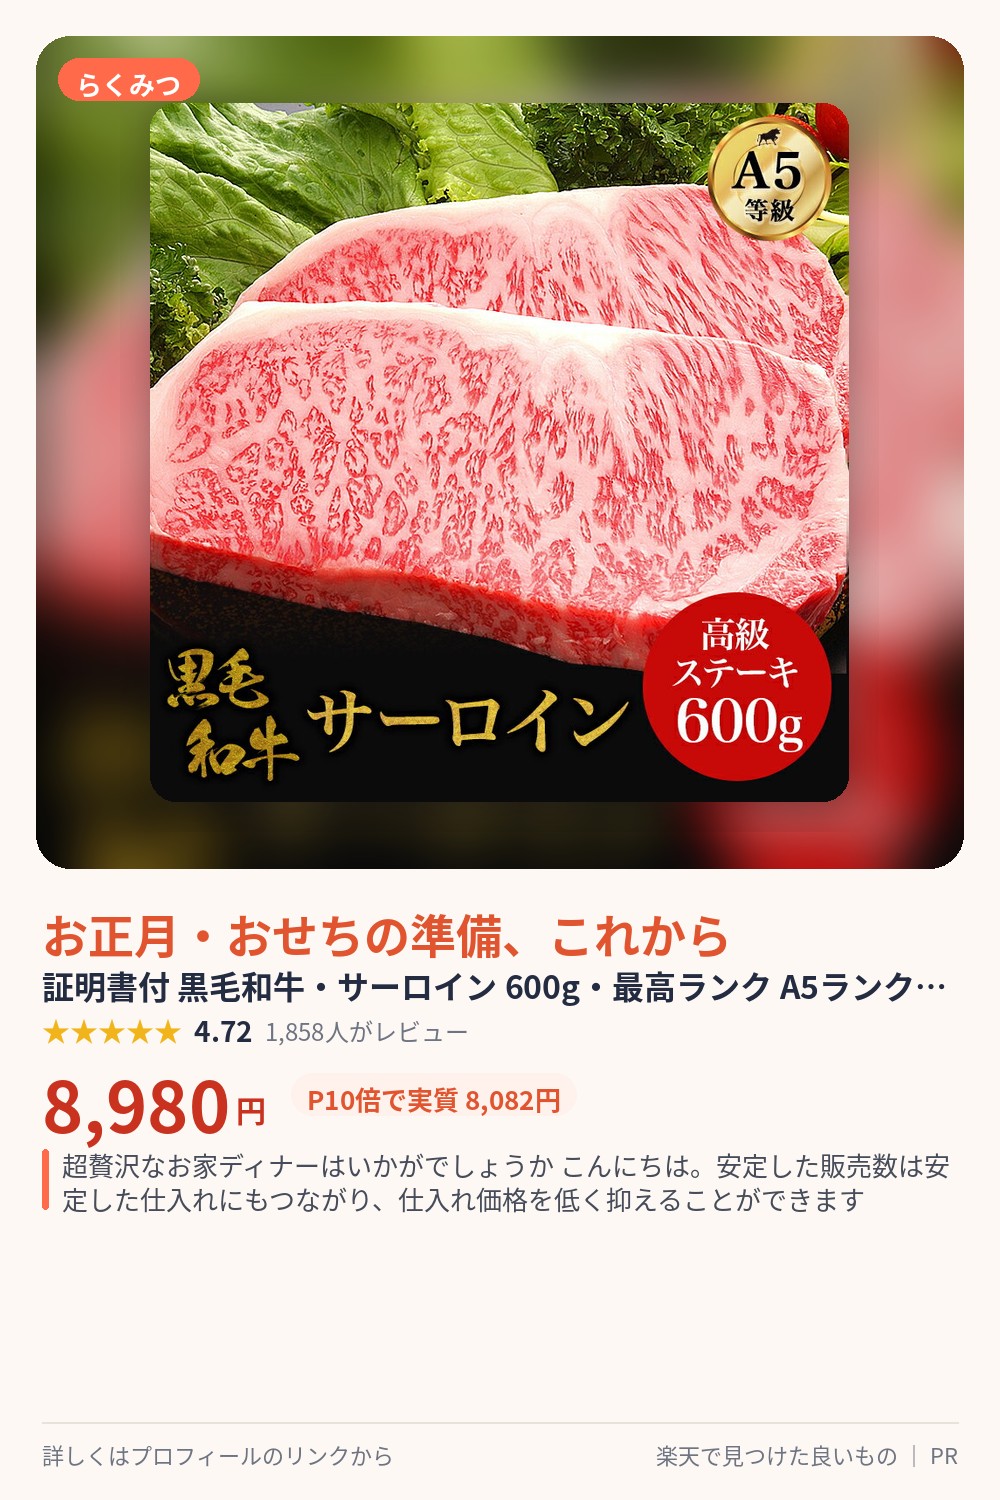 らくみつ
A5
等級
高級
ステーキ
600g
黒毛
和牛
サーロイン
お正月・おせちの準備、これから
証明書付 黒毛和牛・サーロイン 600g・最高ランク A5ランク…
★★★★★ 4.72 1,858人がレビュー
8,980円 P10倍で実質 8,082円
超贅沢なお家ディナーはいかがでしょうか こんにちは。安定した販売数は安
定した仕入れにもつながり、仕入れ価格を低く抑えることができます
詳しくはプロフィールのリンクから
楽天で見つけた良いもの｜PR